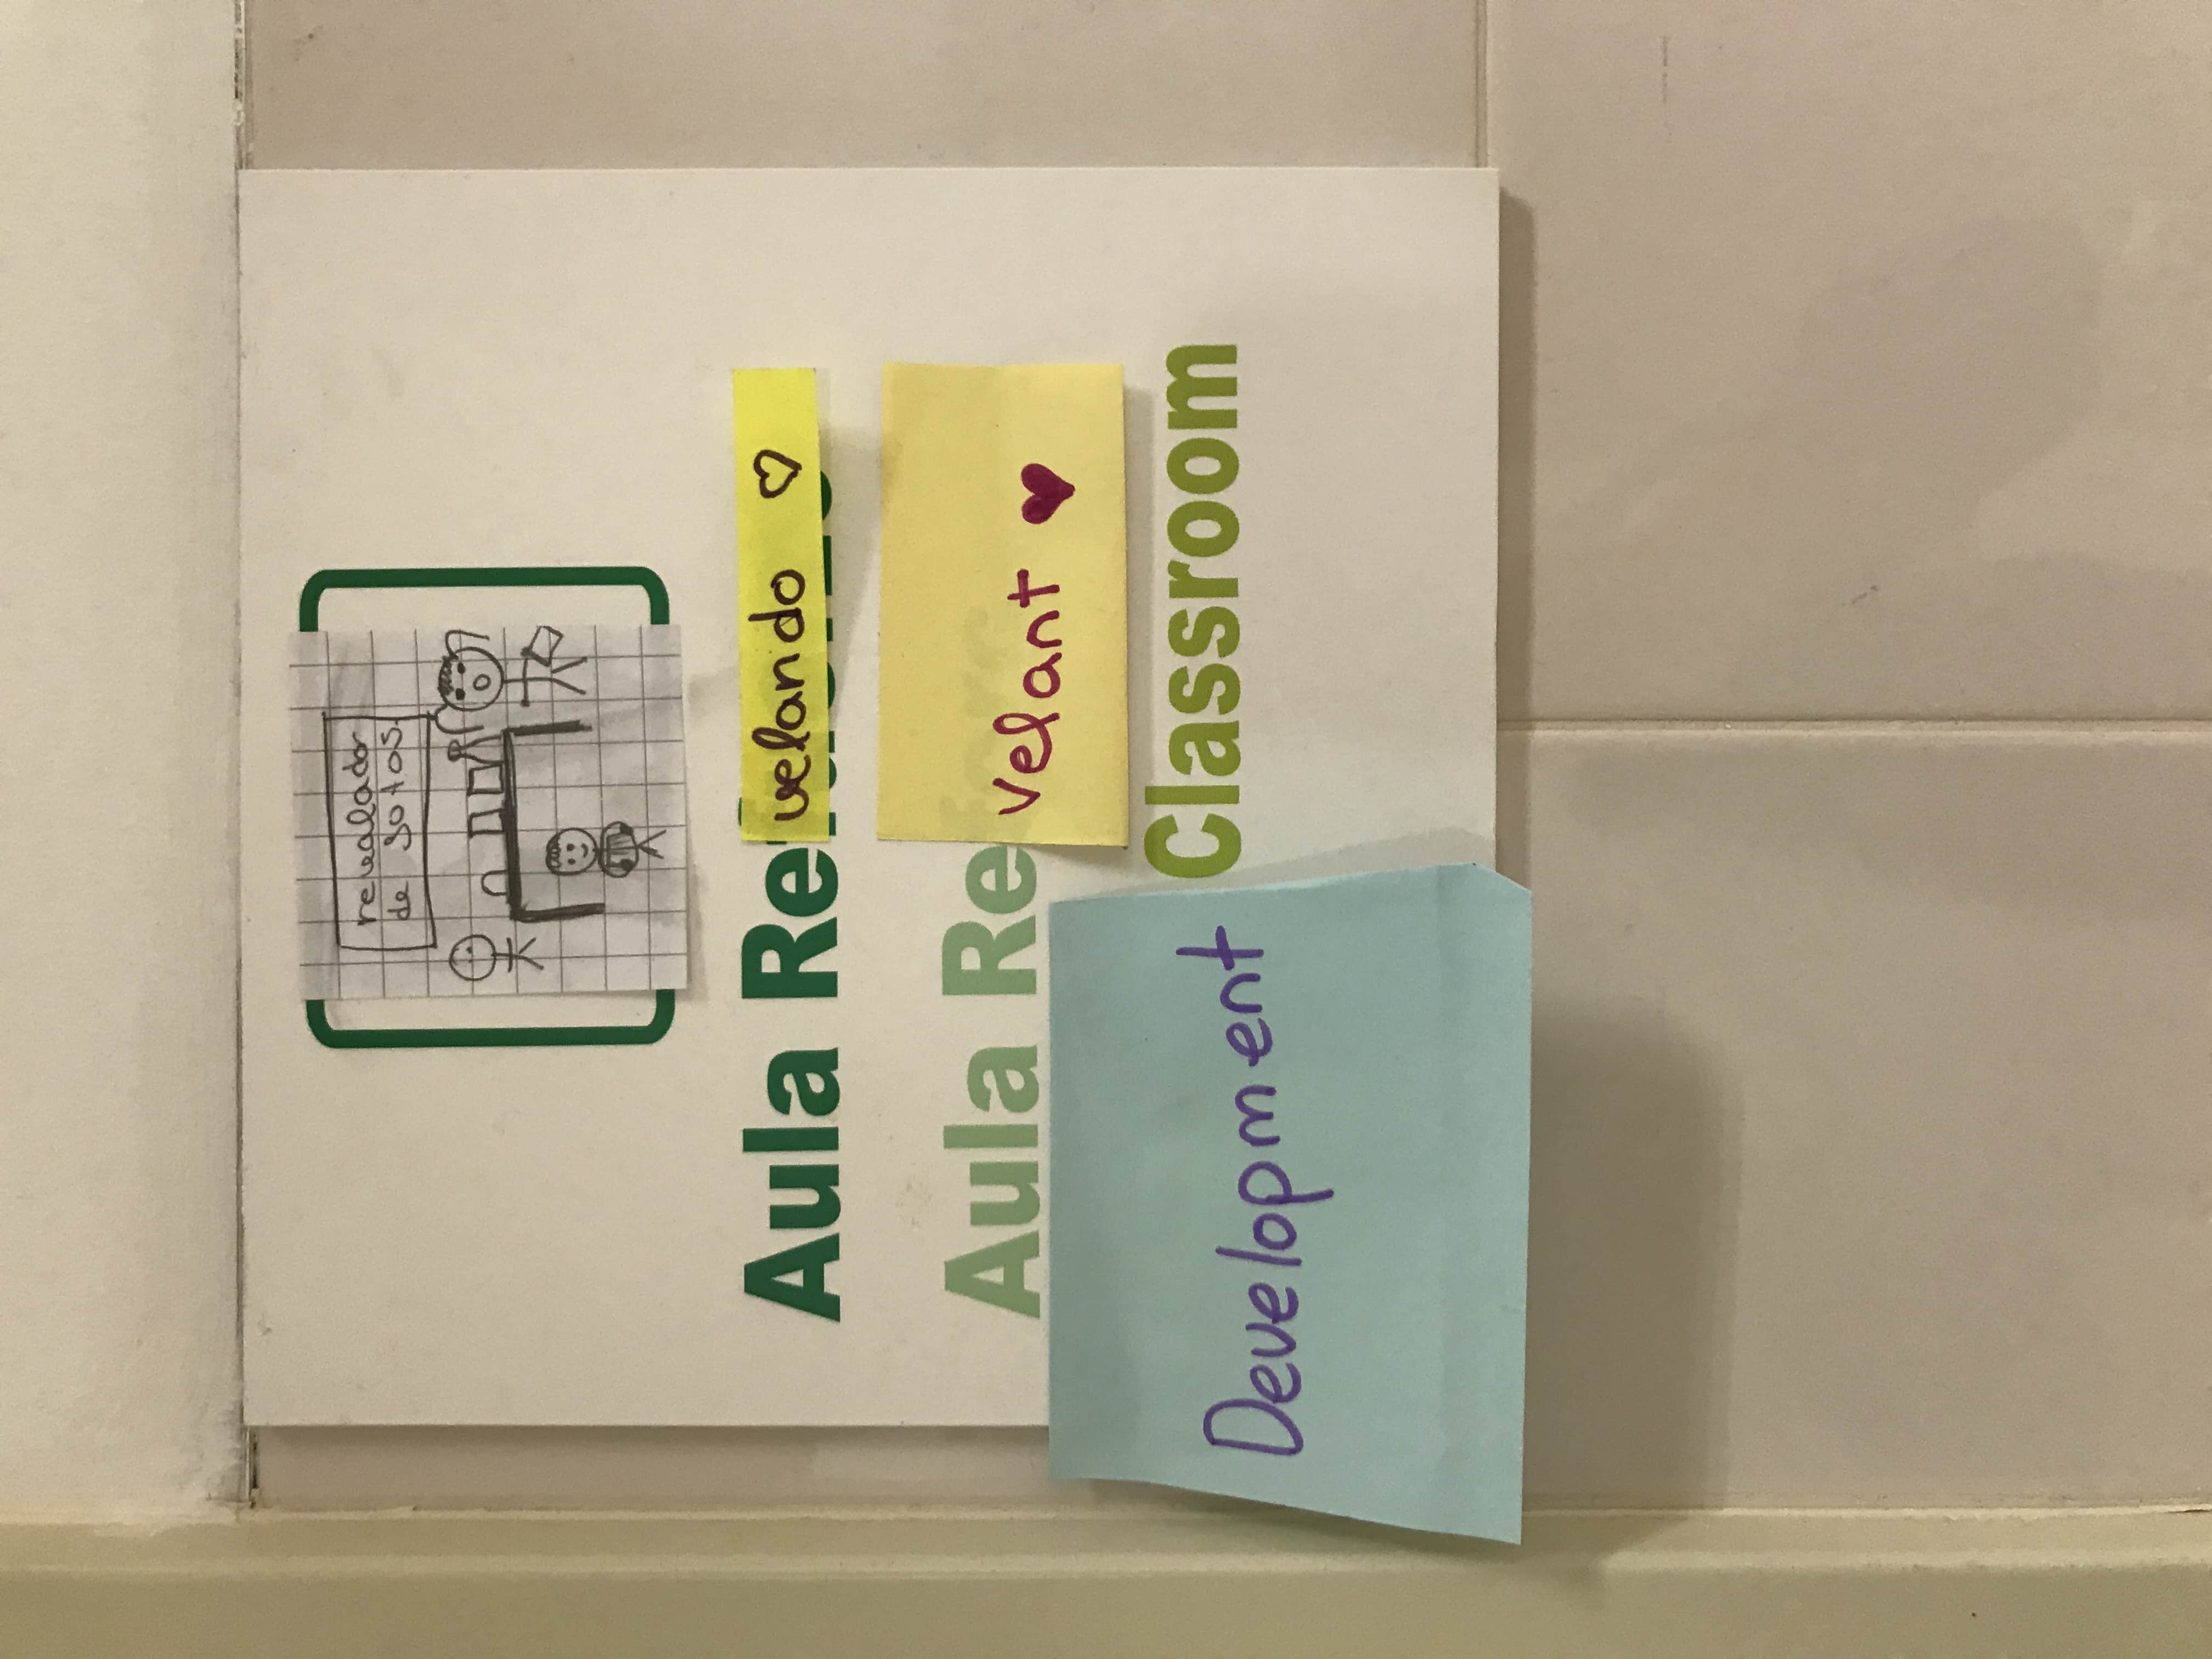 revelador
de gotos
Aula Re velando ♡
Aula Re velant ♥
Development Classroom